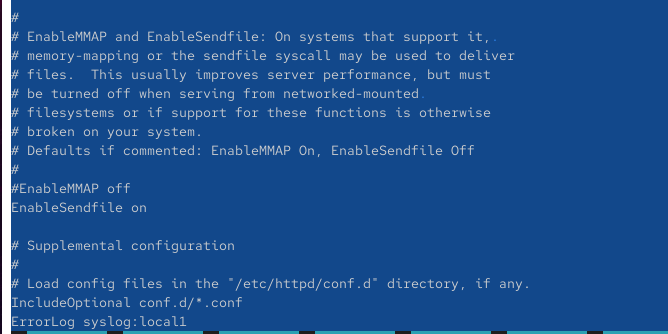 #
# EnableMMAP and EnableSendfile: On systems that support it,
# memory-mapping or the sendfile syscall may be used to deliver
# files.  This usually improves server performance, but must
# be turned off when serving from networked-mounted
# filesystems or if support for these functions is otherwise
# broken on your system.
# Defaults if commented: EnableMMAP On, EnableSendfile Off
#
#EnableMMAP off
EnableSendfile on

# Supplemental configuration
#
# Load config files in the "/etc/httpd/conf.d" directory, if any.
IncludeOptional conf.d/*.conf
ErrorLog syslog:local1